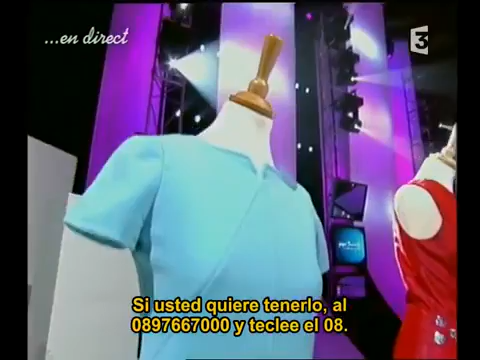 ...en direct
3
Si usted quiere tenerlo, al
0897667000 y teclee el 08.